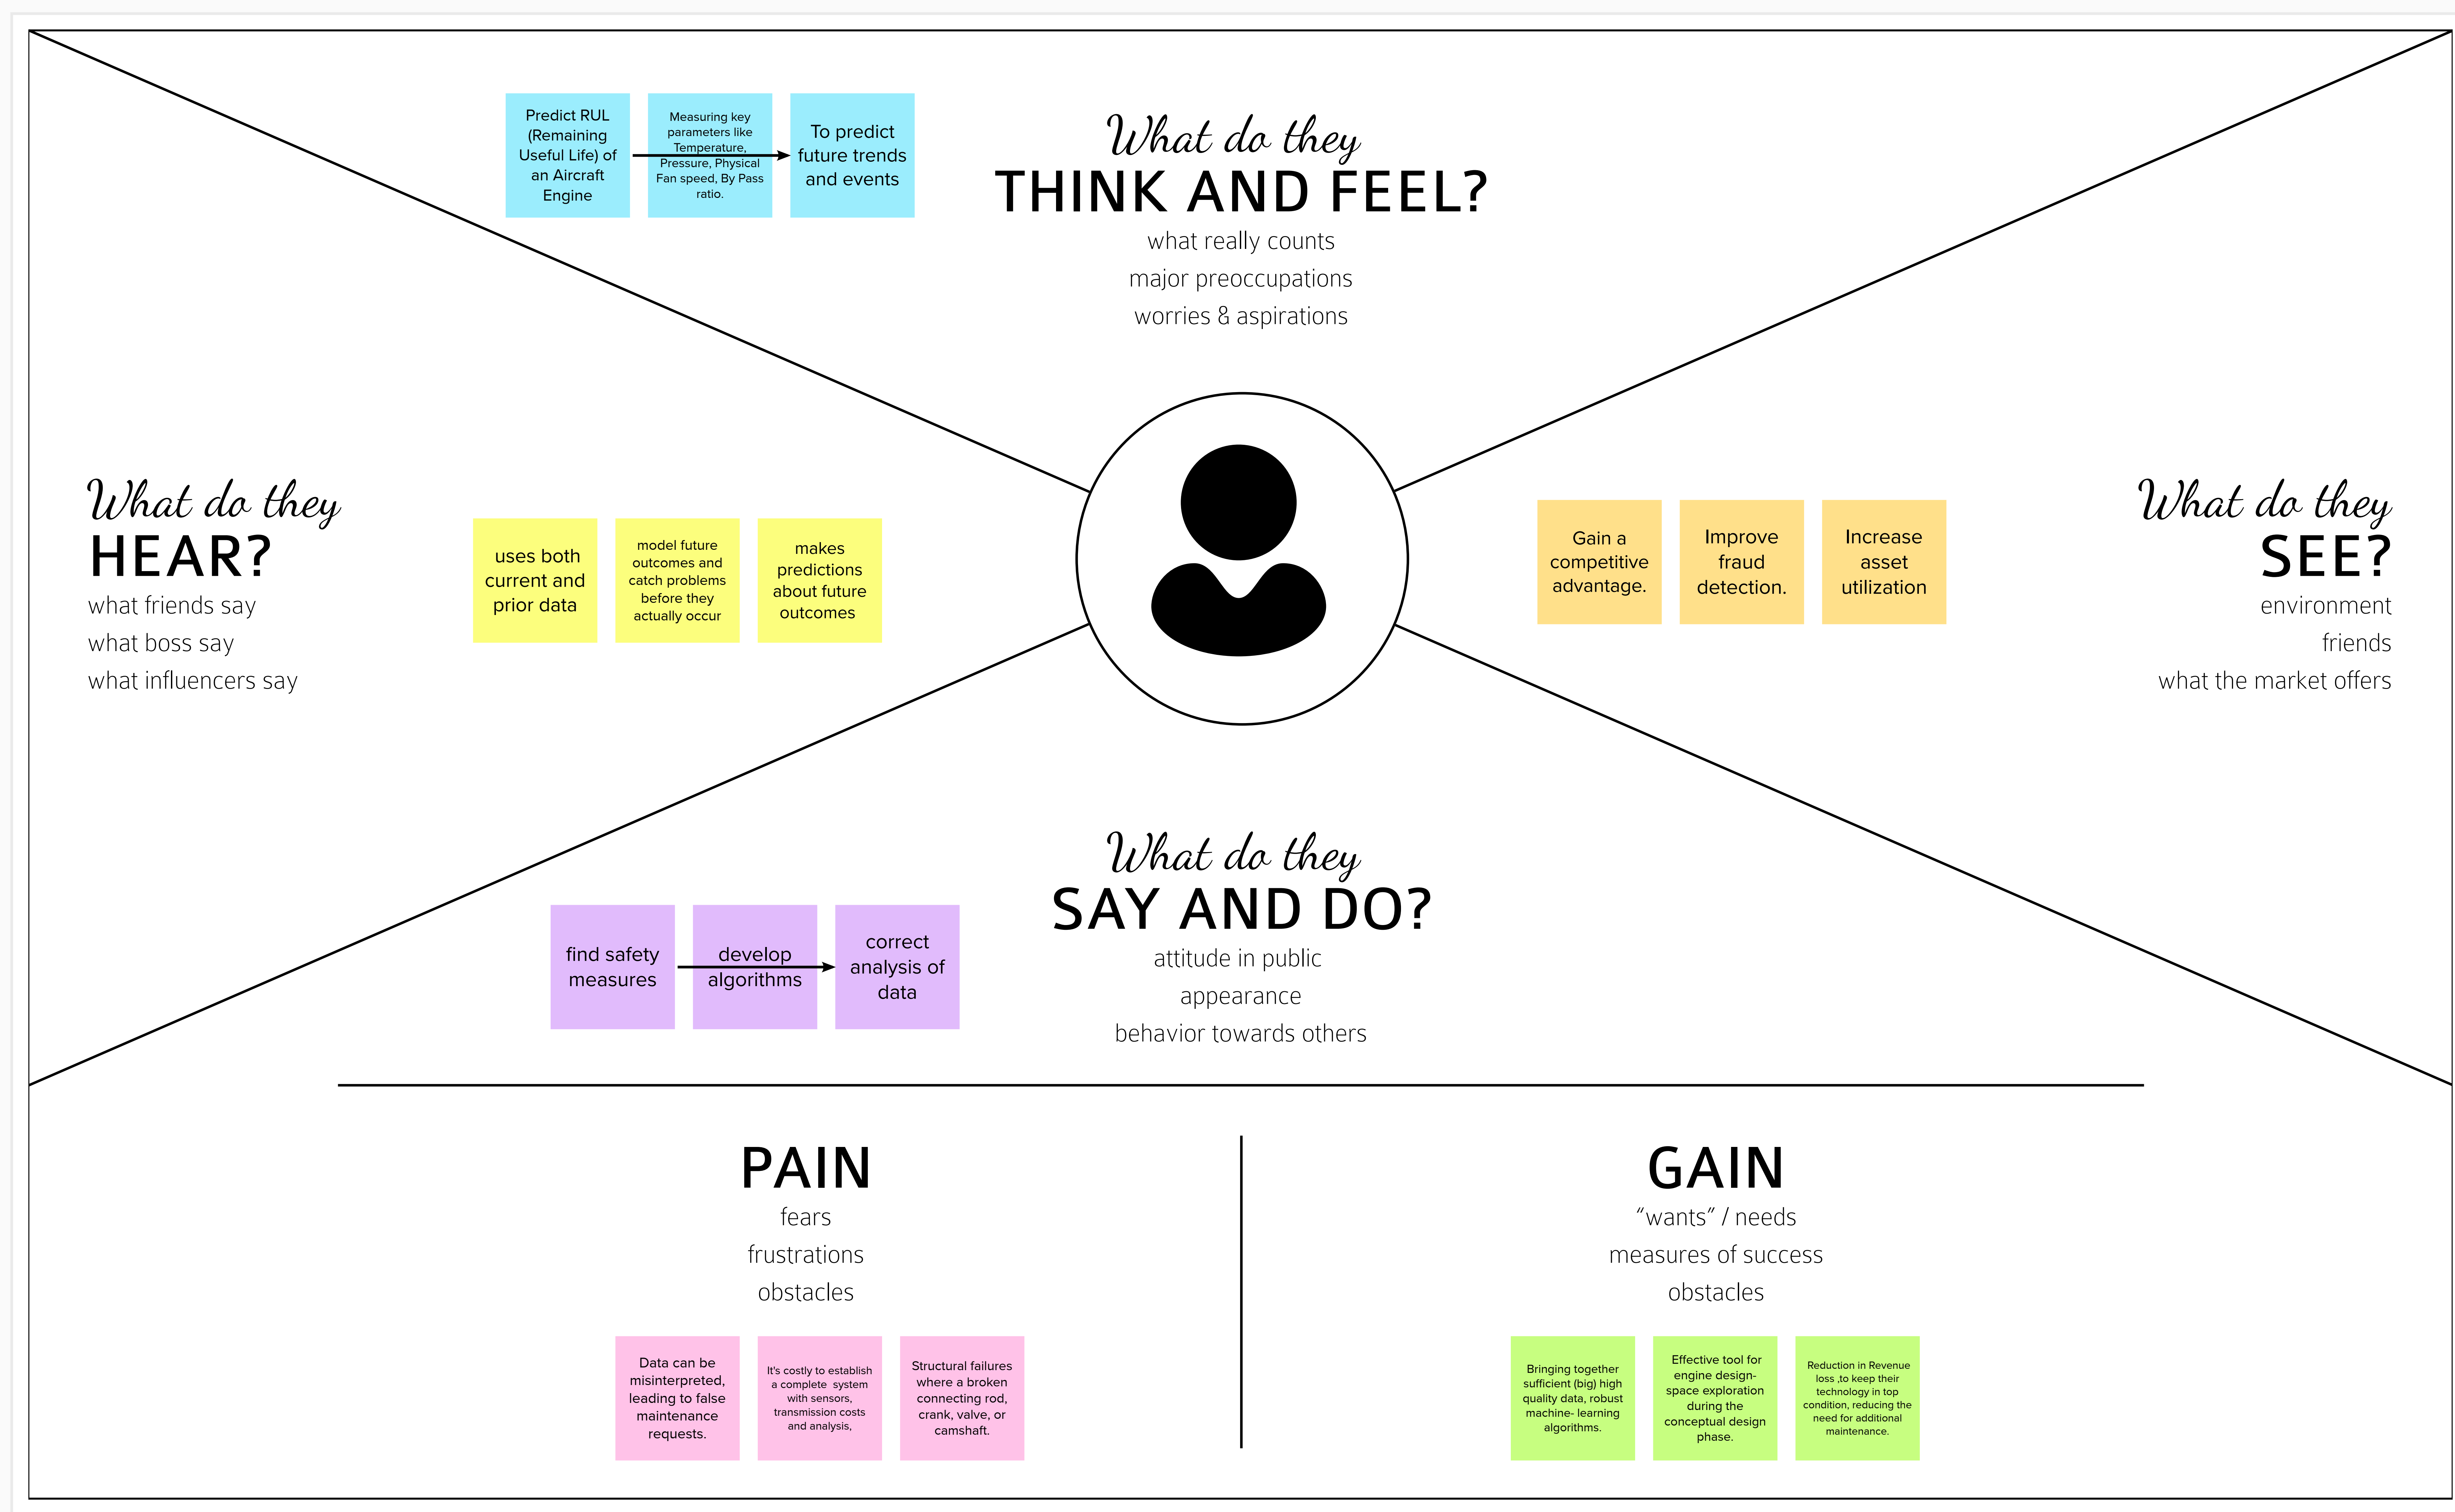 Predict RUL
(Remaining
Useful Life) of
an Aircraft
Engine
Measuring key
parameters like
Temperature,
Pressure, Physical
Fan speed, By Pass
ratio.
To predict
future trends
and events
What do they
THINK AND FEEL?
what really counts
major preoccupations
worries & aspirations
What do they
HEAR?
what friends say
what boss say
what influencers say
uses both
current and
prior data
model future
outcomes and
catch problems
before they
actually occur
makes
predictions
about future
outcomes
Gain a
competitive
advantage.
Improve
fraud
detection.
Increase
asset
utilization
What do they
SEE?
environment
friends
what the market offers
What do they
SAY AND DO?
attitude in public
appearance
behavior towards others
find safety
measures
develop
algorithms
correct
analysis of
data
PAIN
fears
frustrations
obstacles
Data can be
misinterpreted,
leading to false
maintenance
requests.
It's costly to establish
a complete system
with sensors,
transmission costs
and analysis,
Structural failures
where a broken
connecting rod,
crank, valve, or
camshaft.
GAIN
“wants” / needs
measures of success
obstacles
Bringing together
sufficient (big) high
quality data, robust
machine- learning
algorithms.
Effective tool for
engine design-
space exploration
during the
conceptual design
phase.
Reduction in Revenue
loss ,to keep their
technology in top
condition, reducing the
need for additional
maintenance.